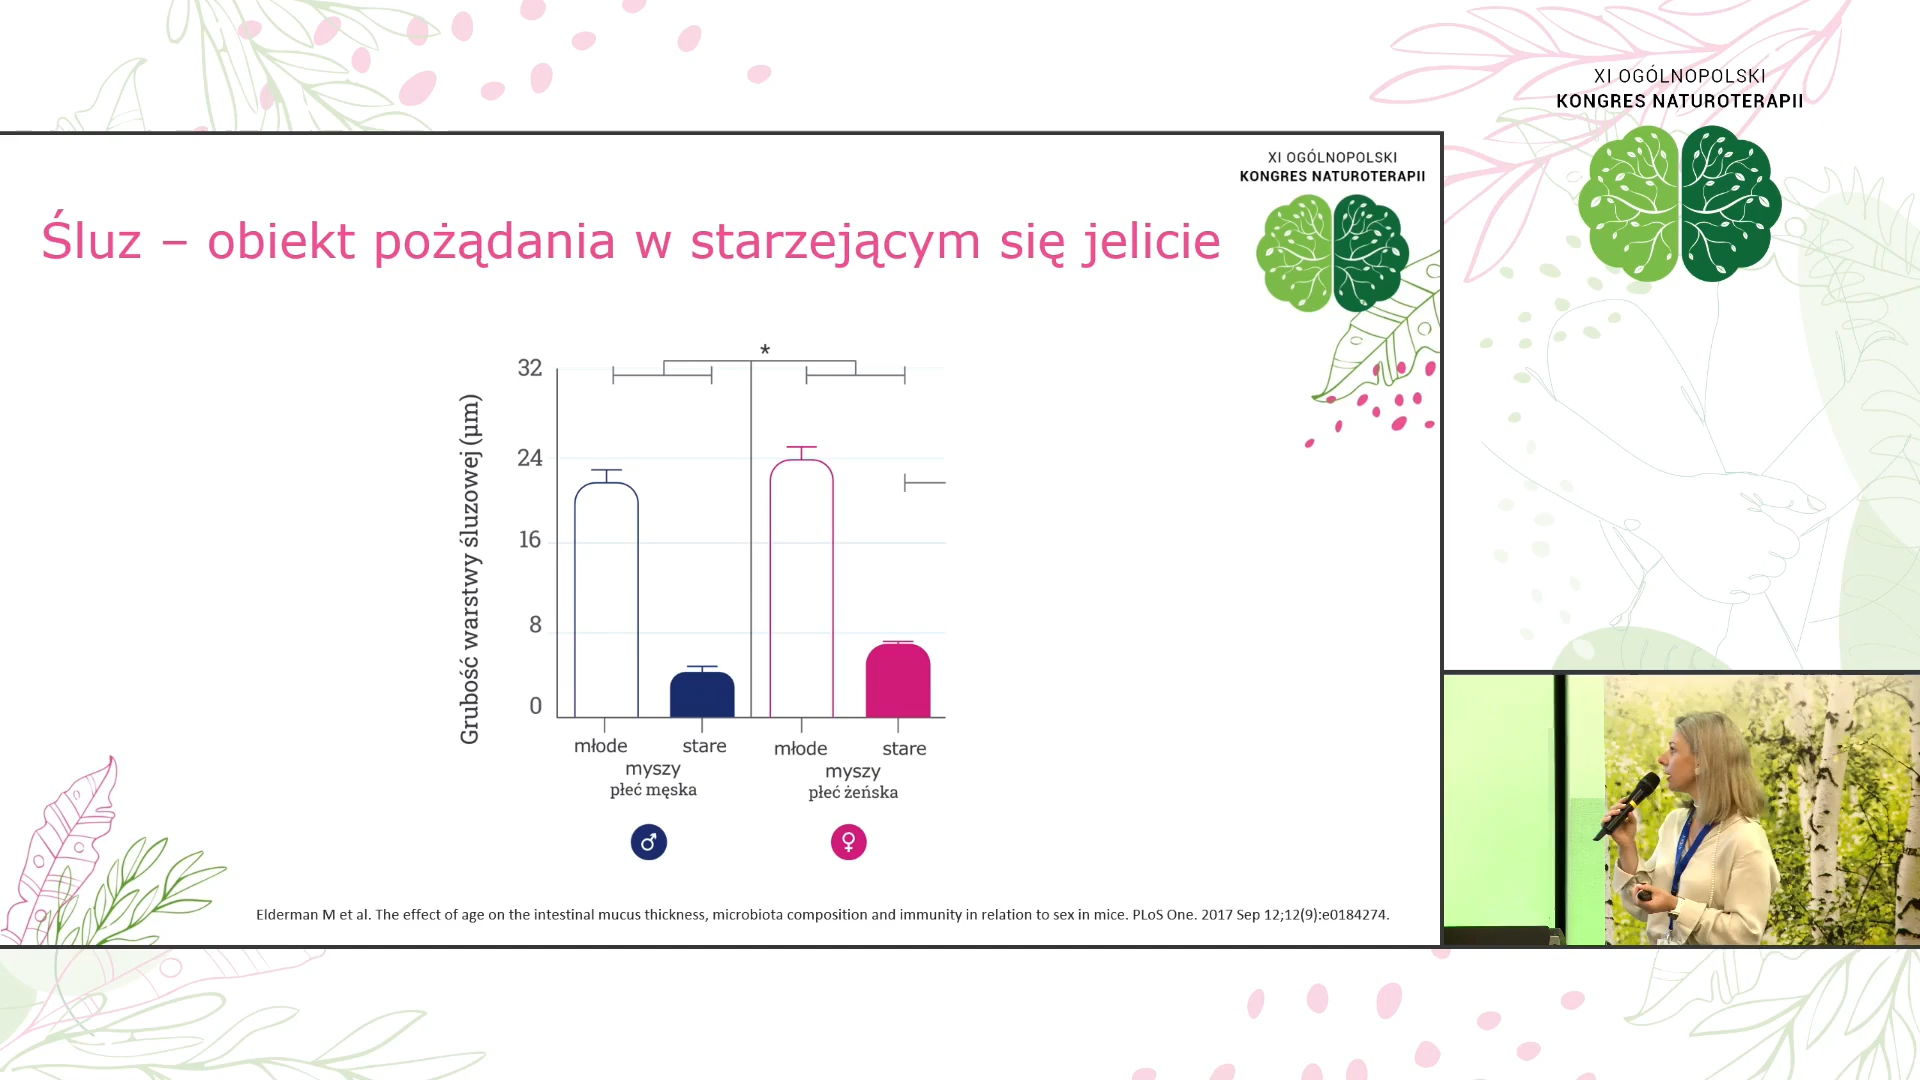 XI OGÓLNOPOLSKI
KONGRES NATUROTERAPII
XI OGÓLNOPOLSKI
KONGRES NATUROTERAPII
Śluz – obiekt pożądania w starzejącym się jelicie
*
Grubość warstwy śluzowej (µm)
32
24
16
8
0
młode
stare
młode
stare
myszy
płeć męska
myszy
płeć żeńska
♂
♀
Elderman M et al. The effect of age on the intestinal mucus thickness, microbiota composition and immunity in relation to sex in mice. PLoS One. 2017 Sep 12;12(9):e0184274.